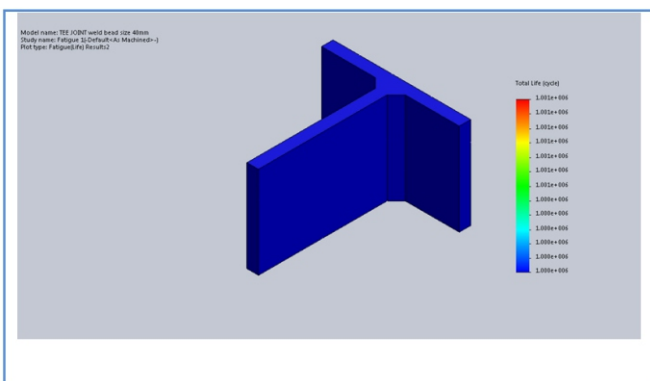 Model name: TEE JOINT weld bead size 40mm
Study name: Fatigue 1(-Default<As Machined>-)
Plot type: Fatigue(Life) Results2
Total Life (cycle)
1.001e+006
1.001e+006
1.001e+006
1.001e+006
1.001e+006
1.001e+006
1.001e+006
1.000e+006
1.000e+006
1.000e+006
1.000e+006
1.000e+006
1.000e+006